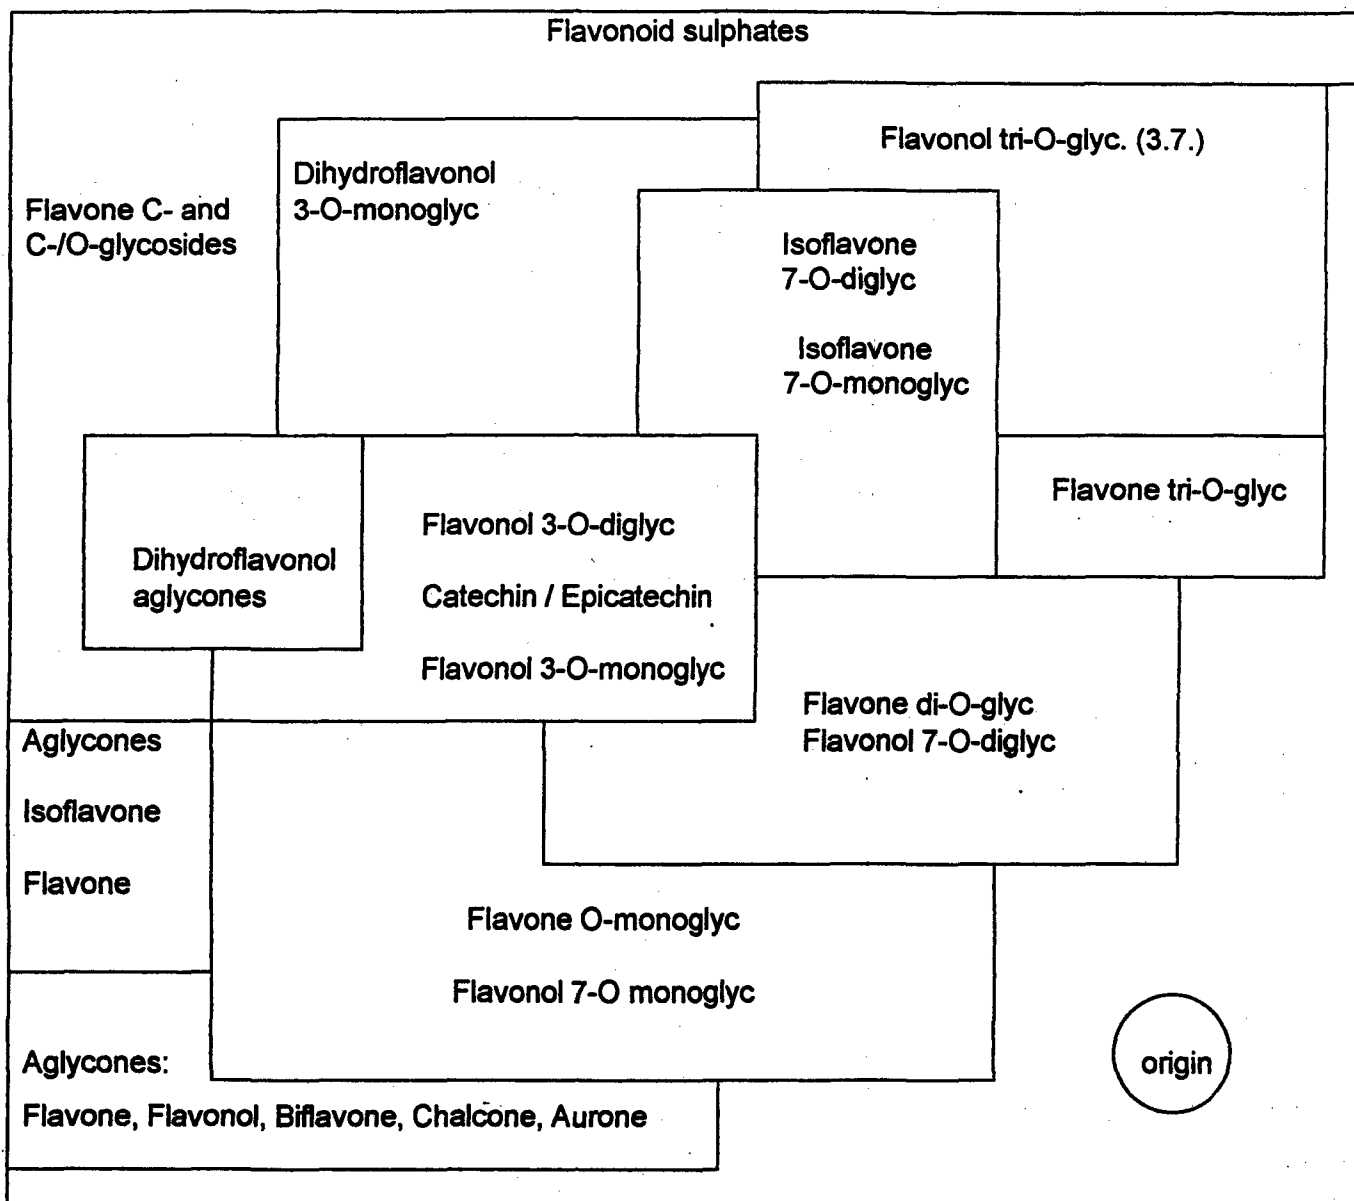 Flavonoid sulphates
Flavonol tri-O-glyc. (3.7.)
Dihydroflavonol
3-O-monoglyc
Flavone C- and
C-/O-glycosides
Isoflavone
7-O-diglyc
Isoflavone
7-O-monoglyc
Flavone tri-O-glyc
Flavonol 3-O-diglyc
Dihydroflavonol
aglycones
Catechin / Epicatechin
Flavonol 3-O-monoglyc
Flavone di-O-glyc
Flavonol 7-O-diglyc
Aglycones
Isoflavone
Flavone
Flavone O-monoglyc
Flavonol 7-O monoglyc
origin
Aglycones:
Flavone, Flavonol, Biflavone, Chalcone, Aurone